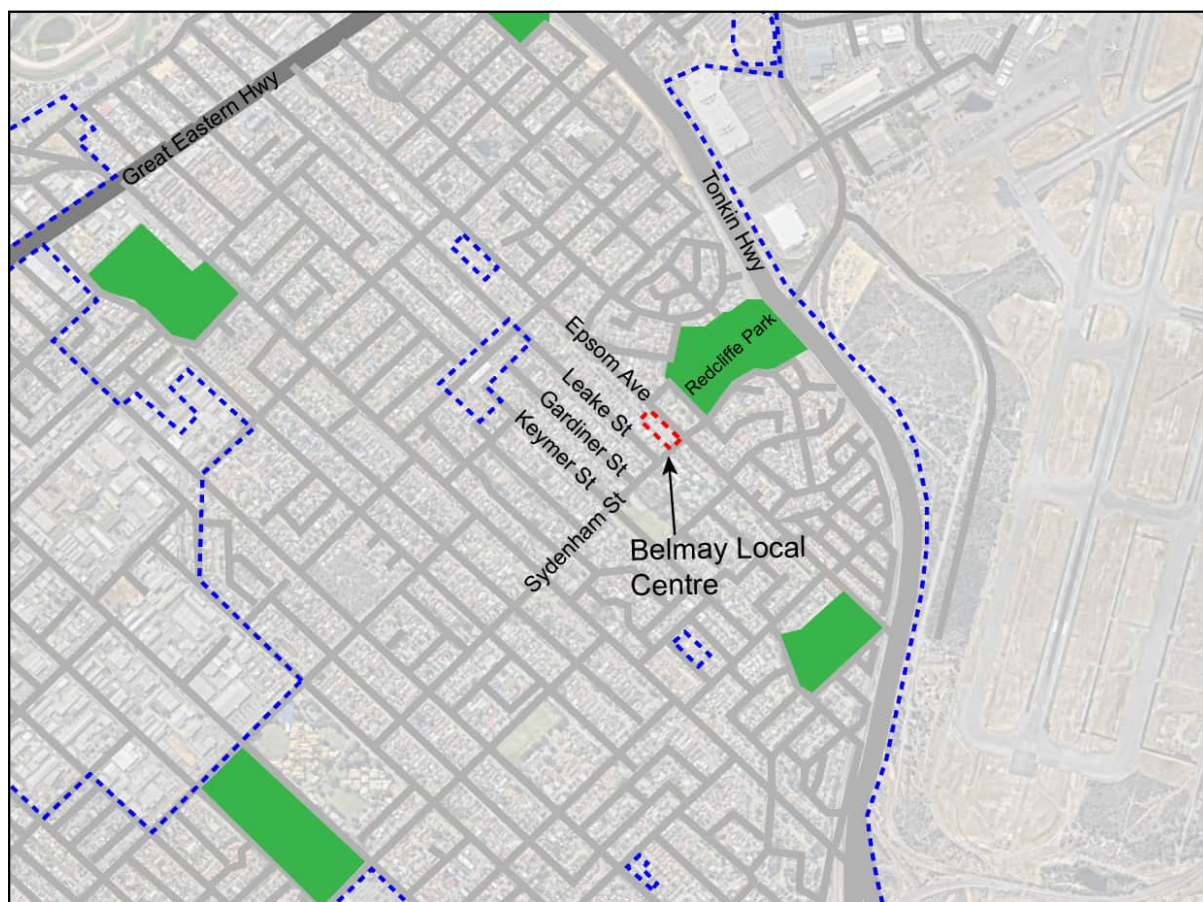 Great Eastern Hwy
Tonkin Hwy
Redcliffe Park
Epsom Ave
Leake St
Gardiner St
Keymer St
Sydenham St
Belmay Local
Centre